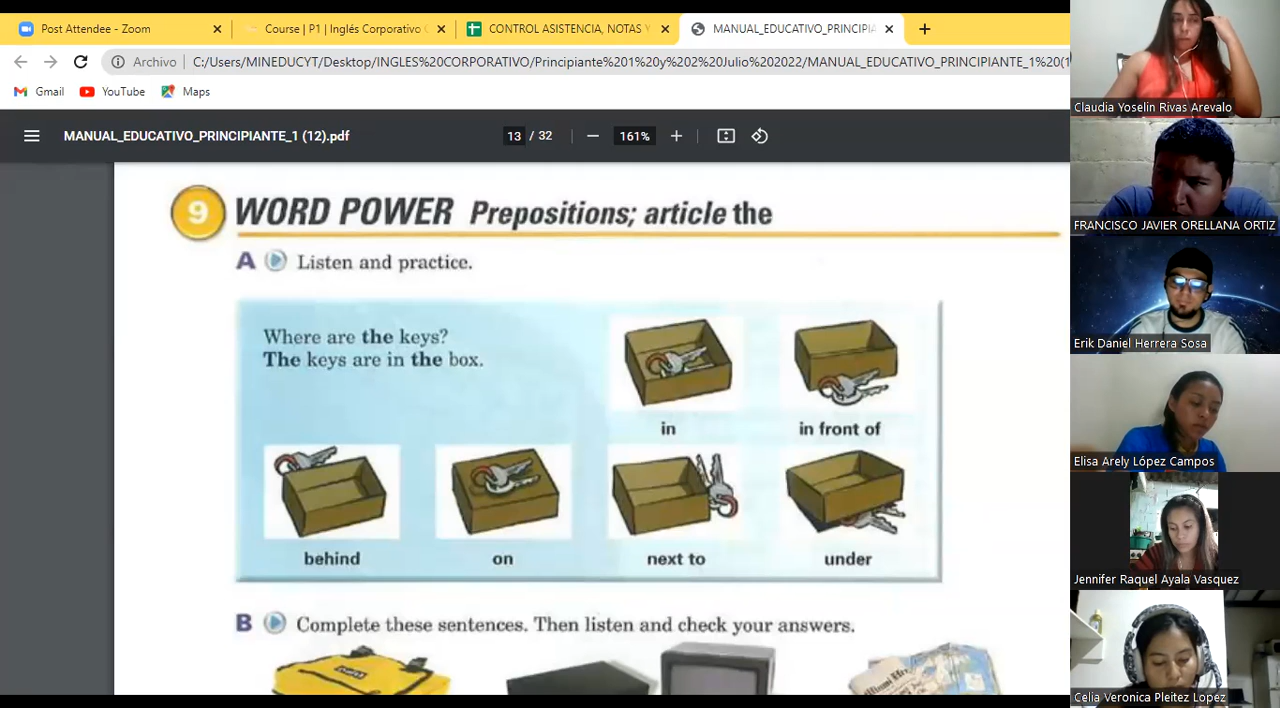 Post Attendee - Zoom
Course | P1 | Inglés Corporativo
CONTROL ASISTENCIA, NOTAS Y
MANUAL_EDUCATIVO_PRINCIPIA
Archivo
C:/Users/MINEDUCYT/Desktop/INGLES%20CORPORATIVO/Principiante%201%20y%202%20Julio%202022/MANUAL_EDUCATIVO_PRINCIPIANTE_1%20(1
Gmail
YouTube
Maps
MANUAL_EDUCATIVO_PRINCIPIANTE_1 (12).pdf
13 / 32
161%
9 WORD POWER Prepositions; article the
A Listen and practice.
Where are the keys?
The keys are in the box.
in
in front of
behind
on
next to
under
B Complete these sentences. Then listen and check your answers.
Claudia Yoselin Rivas Arevalo
FRANCISCO JAVIER ORELLANA ORTIZ
Erik Daniel Herrera Sosa
Elisa Arely López Campos
Jennifer Raquel Ayala Vasquez
Celia Veronica Pleitez Lopez